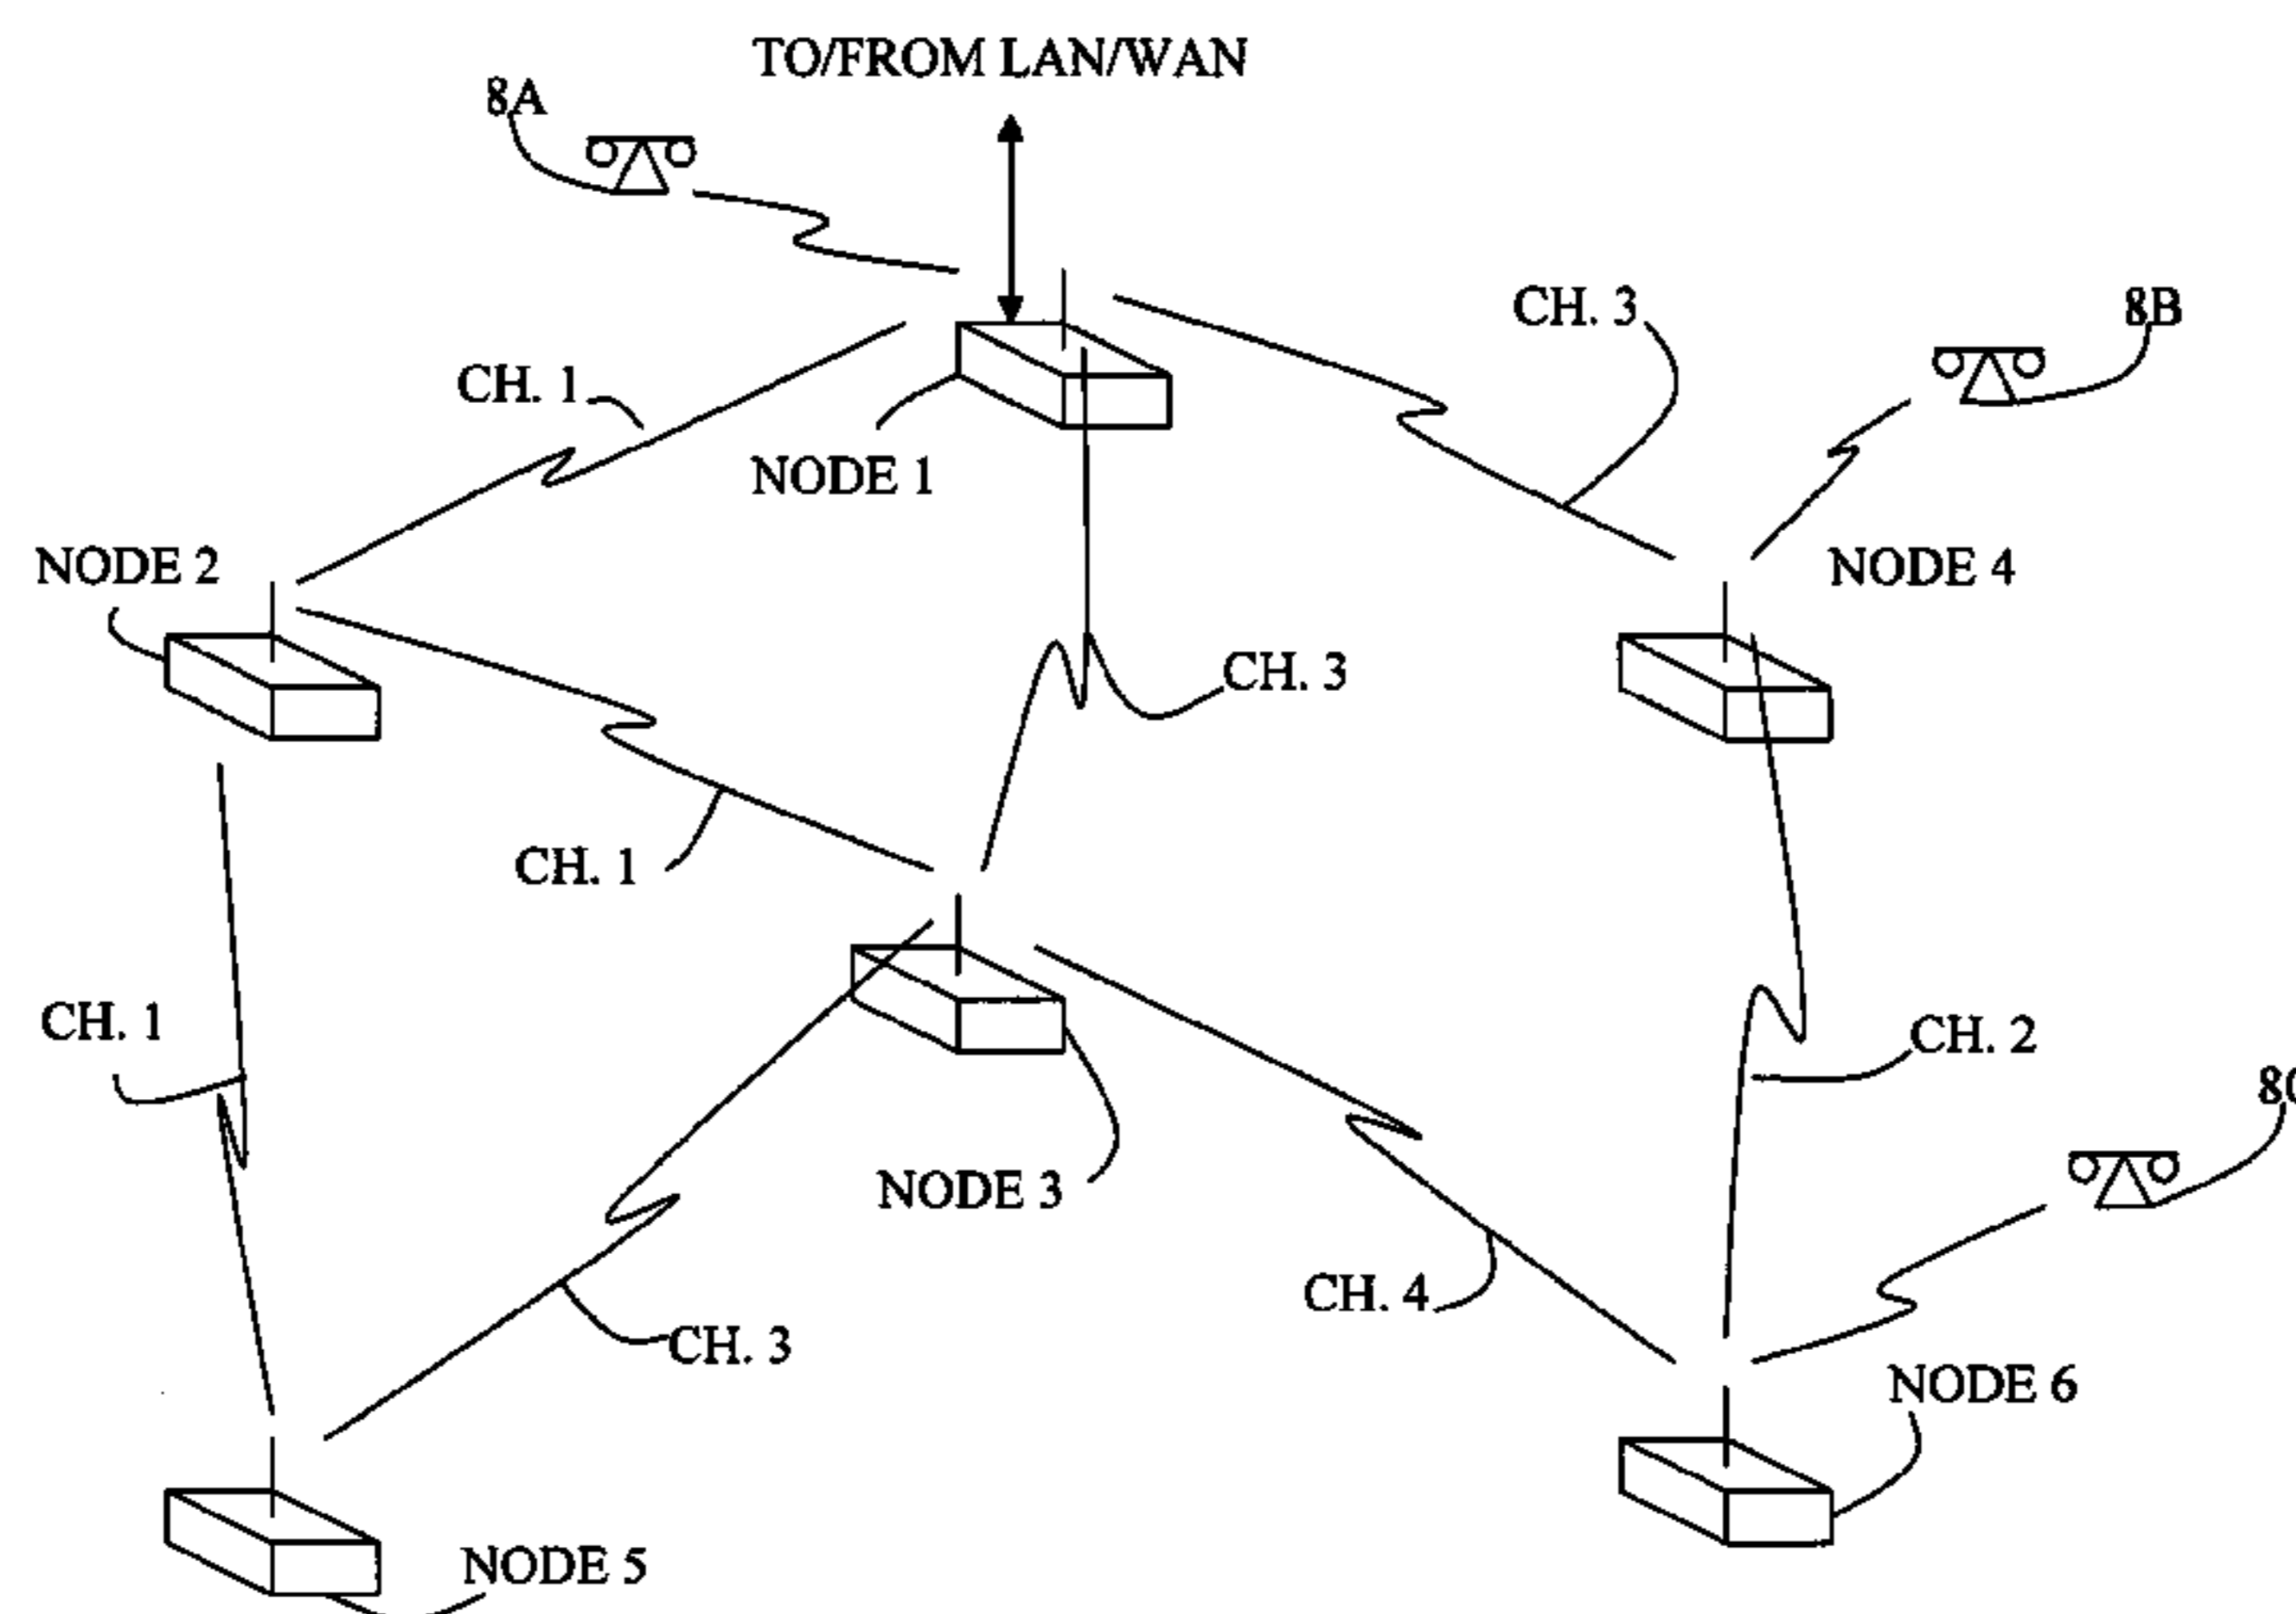 TO/FROM LAN/WAN
8A
CH. 3
8B
CH. 1
NODE 1
NODE 2
NODE 4
CH. 3
CH. 1
CH. 1
CH. 2
NODE 3
CH. 4
CH. 3
NODE 6
NODE 5